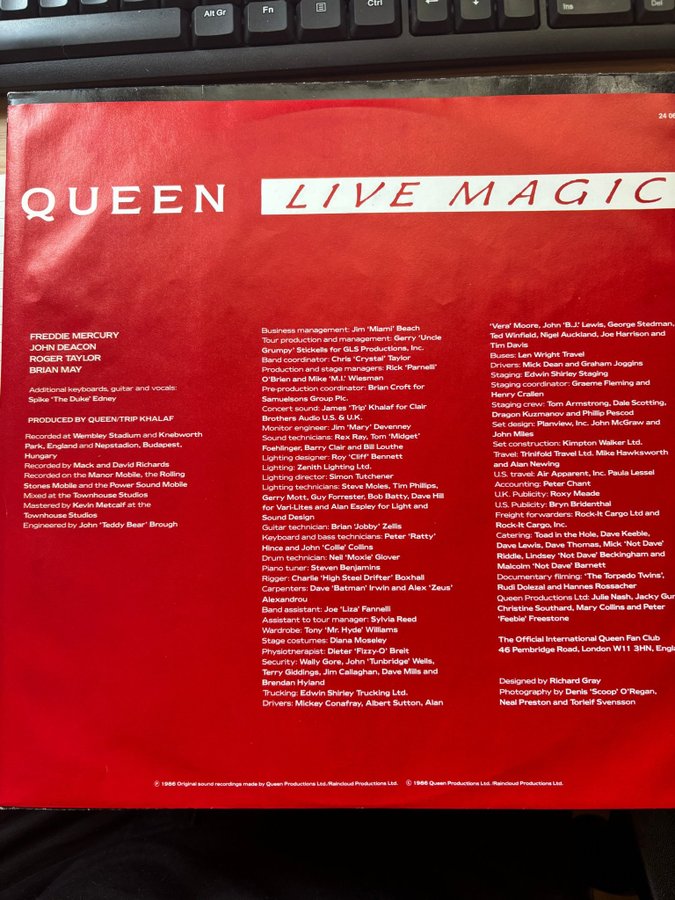 Alt Gr
Fn
Ctrl
Ins
Del
24 06
QUEEN LIVE MAGIC
FREDDIE MERCURY
JOHN DEACON
ROGER TAYLOR
BRIAN MAY
Additional keyboards, guitar and vocals:
Spike 'The Duke' Edney
PRODUCED BY QUEEN/TRIP KHALAF
Recorded at Wembley Stadium and Knebworth
Park, England and Nepstadion, Budapest,
Hungary
Recorded by Mack and David Richards
Recorded on the Manor Mobile, the Rolling
Stones Mobile and the Power Sound Mobile
Mixed at the Townhouse Studios
Mastered by Kevin Metcalf at the
Townhouse Studios
Engineered by John 'Teddy Bear' Brough
Business management: Jim 'Miami' Beach
Tour production and management: Gerry 'Uncle
Grumpy' Stickells for GLS Productions, Inc.
Band coordinator: Chris 'Crystal' Taylor
Production and stage managers: Rick 'Parnelli'
O'Brien and Mike 'M.I.' Wiesman
Pre-production coordinator: Brian Croft for
Samuelsons Group Plc.
Concert sound: James 'Trip' Khalaf for Clair
Brothers Audio U.S. & U.K.
Monitor engineer: Jim 'Mary' Devenney
Sound technicians: Rex Ray, Tom 'Midget'
Foehlinger, Barry Clair and Bill Louthe
Lighting designer: Roy 'Cliff' Bennett
Lighting: Zenith Lighting Ltd.
Lighting director: Simon Tutchener
Lighting technicians: Steve Moles, Tim Phillips,
Gerry Mott, Guy Forrester, Bob Batty, Dave Hill
for Vari-Lites and Alan Espley for Light and
Sound Design
Guitar technician: Brian 'Jobby' Zellis
Keyboard and bass technicians: Peter 'Ratty'
Hince and John 'Collie' Collins
Drum technician: Neil 'Moxie' Glover
Piano tuner: Steven Benjamins
Rigger: Charlie 'High Steel Drifter' Boxhall
Carpenters: Dave 'Batman' Irwin and Alex 'Zeus'
Alexandrou
Band assistant: Joe 'Liza' Fannelli
Assistant to tour manager: Sylvia Reed
Wardrobe: Tony 'Mr. Hyde' Williams
Stage costumes: Diana Moseley
Physiotherapist: Dieter 'Fizzy-O' Breit
Security: Wally Gore, John 'Tunbridge' Wells,
Terry Giddings, Jim Callaghan, Dave Mills and
Brendan Hyland
Trucking: Edwin Shirley Trucking Ltd.
Drivers: Mickey Conafray, Albert Sutton, Alan
'Vera' Moore, John 'B.J.' Lewis, George Stedman,
Ted Winfield, Nigel Auckland, Joe Harrison and
Tim Davis
Buses: Len Wright Travel
Drivers: Mick Dean and Graham Joggins
Staging: Edwin Shirley Staging
Staging coordinator: Graeme Fleming and
Henry Crallen
Staging crew: Tom Armstrong, Dale Scotting,
Dragon Kuzmanov and Phillip Pescod
Set design: Planview, Inc. John McGraw and
John Miles
Set construction: Kimpton Walker Ltd.
Travel: Trinifold Travel Ltd. Mike Hawksworth
and Alan Newing
U.S. travel: Air Apparent, Inc. Paula Lessel
Accounting: Peter Chant
U.K. Publicity: Roxy Meade
U.S. Publicity: Bryn Bridenthal
Freight forwarders: Rock-It Cargo Ltd and
Rock-It Cargo, Inc.
Catering: Toad in the Hole, Dave Keeble,
Dave Lewis, Dave Thomas, Mick 'Not Dave'
Riddle, Lindsey 'Not Dave' Beckingham and
Malcolm 'Not Dave' Barnett
Documentary filming: 'The Torpedo Twins',
Rudi Dolezal and Hannes Rossacher
Queen Productions Ltd: Julie Nash, Jacky Gun
Christine Southard, Mary Collins and Peter
'Feebie' Freestone
The Official International Queen Fan Club
46 Pembridge Road, London W11 3HN, Engla
Designed by Richard Gray
Photography by Denis 'Scoop' O'Regan,
Neal Preston and Torleif Svensson
℗ 1986 Original sound recordings made by Queen Productions Ltd./Raincloud Productions Ltd. © 1986 Queen Productions Ltd./Raincloud Productions Ltd.